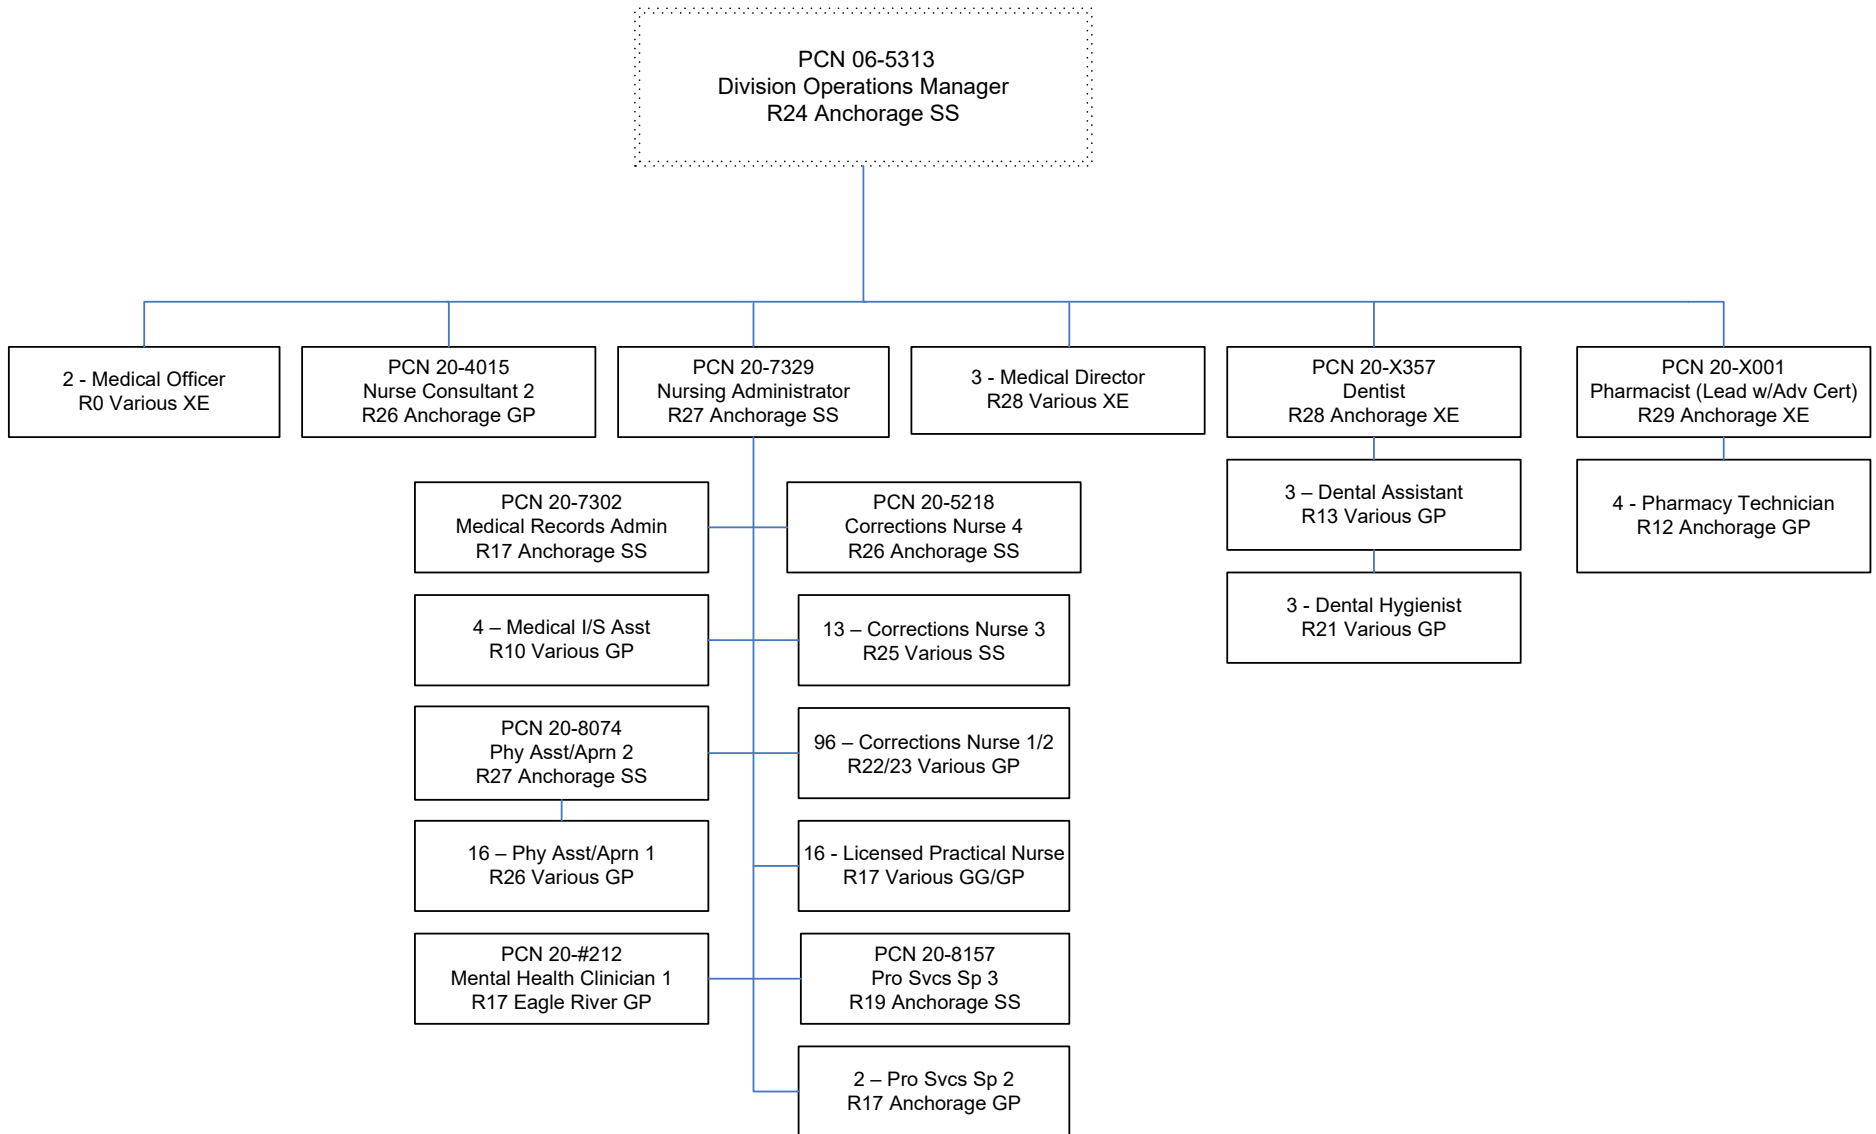 PCN 06-5313
Division Operations Manager
R24 Anchorage SS
2 - Medical Officer
R0 Various XE
PCN 20-4015
Nurse Consultant 2
R26 Anchorage GP
PCN 20-7329
Nursing Administrator
R27 Anchorage SS
3 - Medical Director
R28 Various XE
PCN 20-X357
Dentist
R28 Anchorage XE
PCN 20-X001
Pharmacist (Lead w/Adv Cert)
R29 Anchorage XE
PCN 20-7302
Medical Records Admin
R17 Anchorage SS
PCN 20-5218
Corrections Nurse 4
R26 Anchorage SS
3 – Dental Assistant
R13 Various GP
4 - Pharmacy Technician
R12 Anchorage GP
4 – Medical I/S Asst
R10 Various GP
13 – Corrections Nurse 3
R25 Various SS
3 - Dental Hygienist
R21 Various GP
PCN 20-8074
Phy Asst/Aprn 2
R27 Anchorage SS
96 – Corrections Nurse 1/2
R22/23 Various GP
16 – Phy Asst/Aprn 1
R26 Various GP
16 - Licensed Practical Nurse
R17 Various GG/GP
PCN 20-#212
Mental Health Clinician 1
R17 Eagle River GP
PCN 20-8157
Pro Svcs Sp 3
R19 Anchorage SS
2 – Pro Svcs Sp 2
R17 Anchorage GP